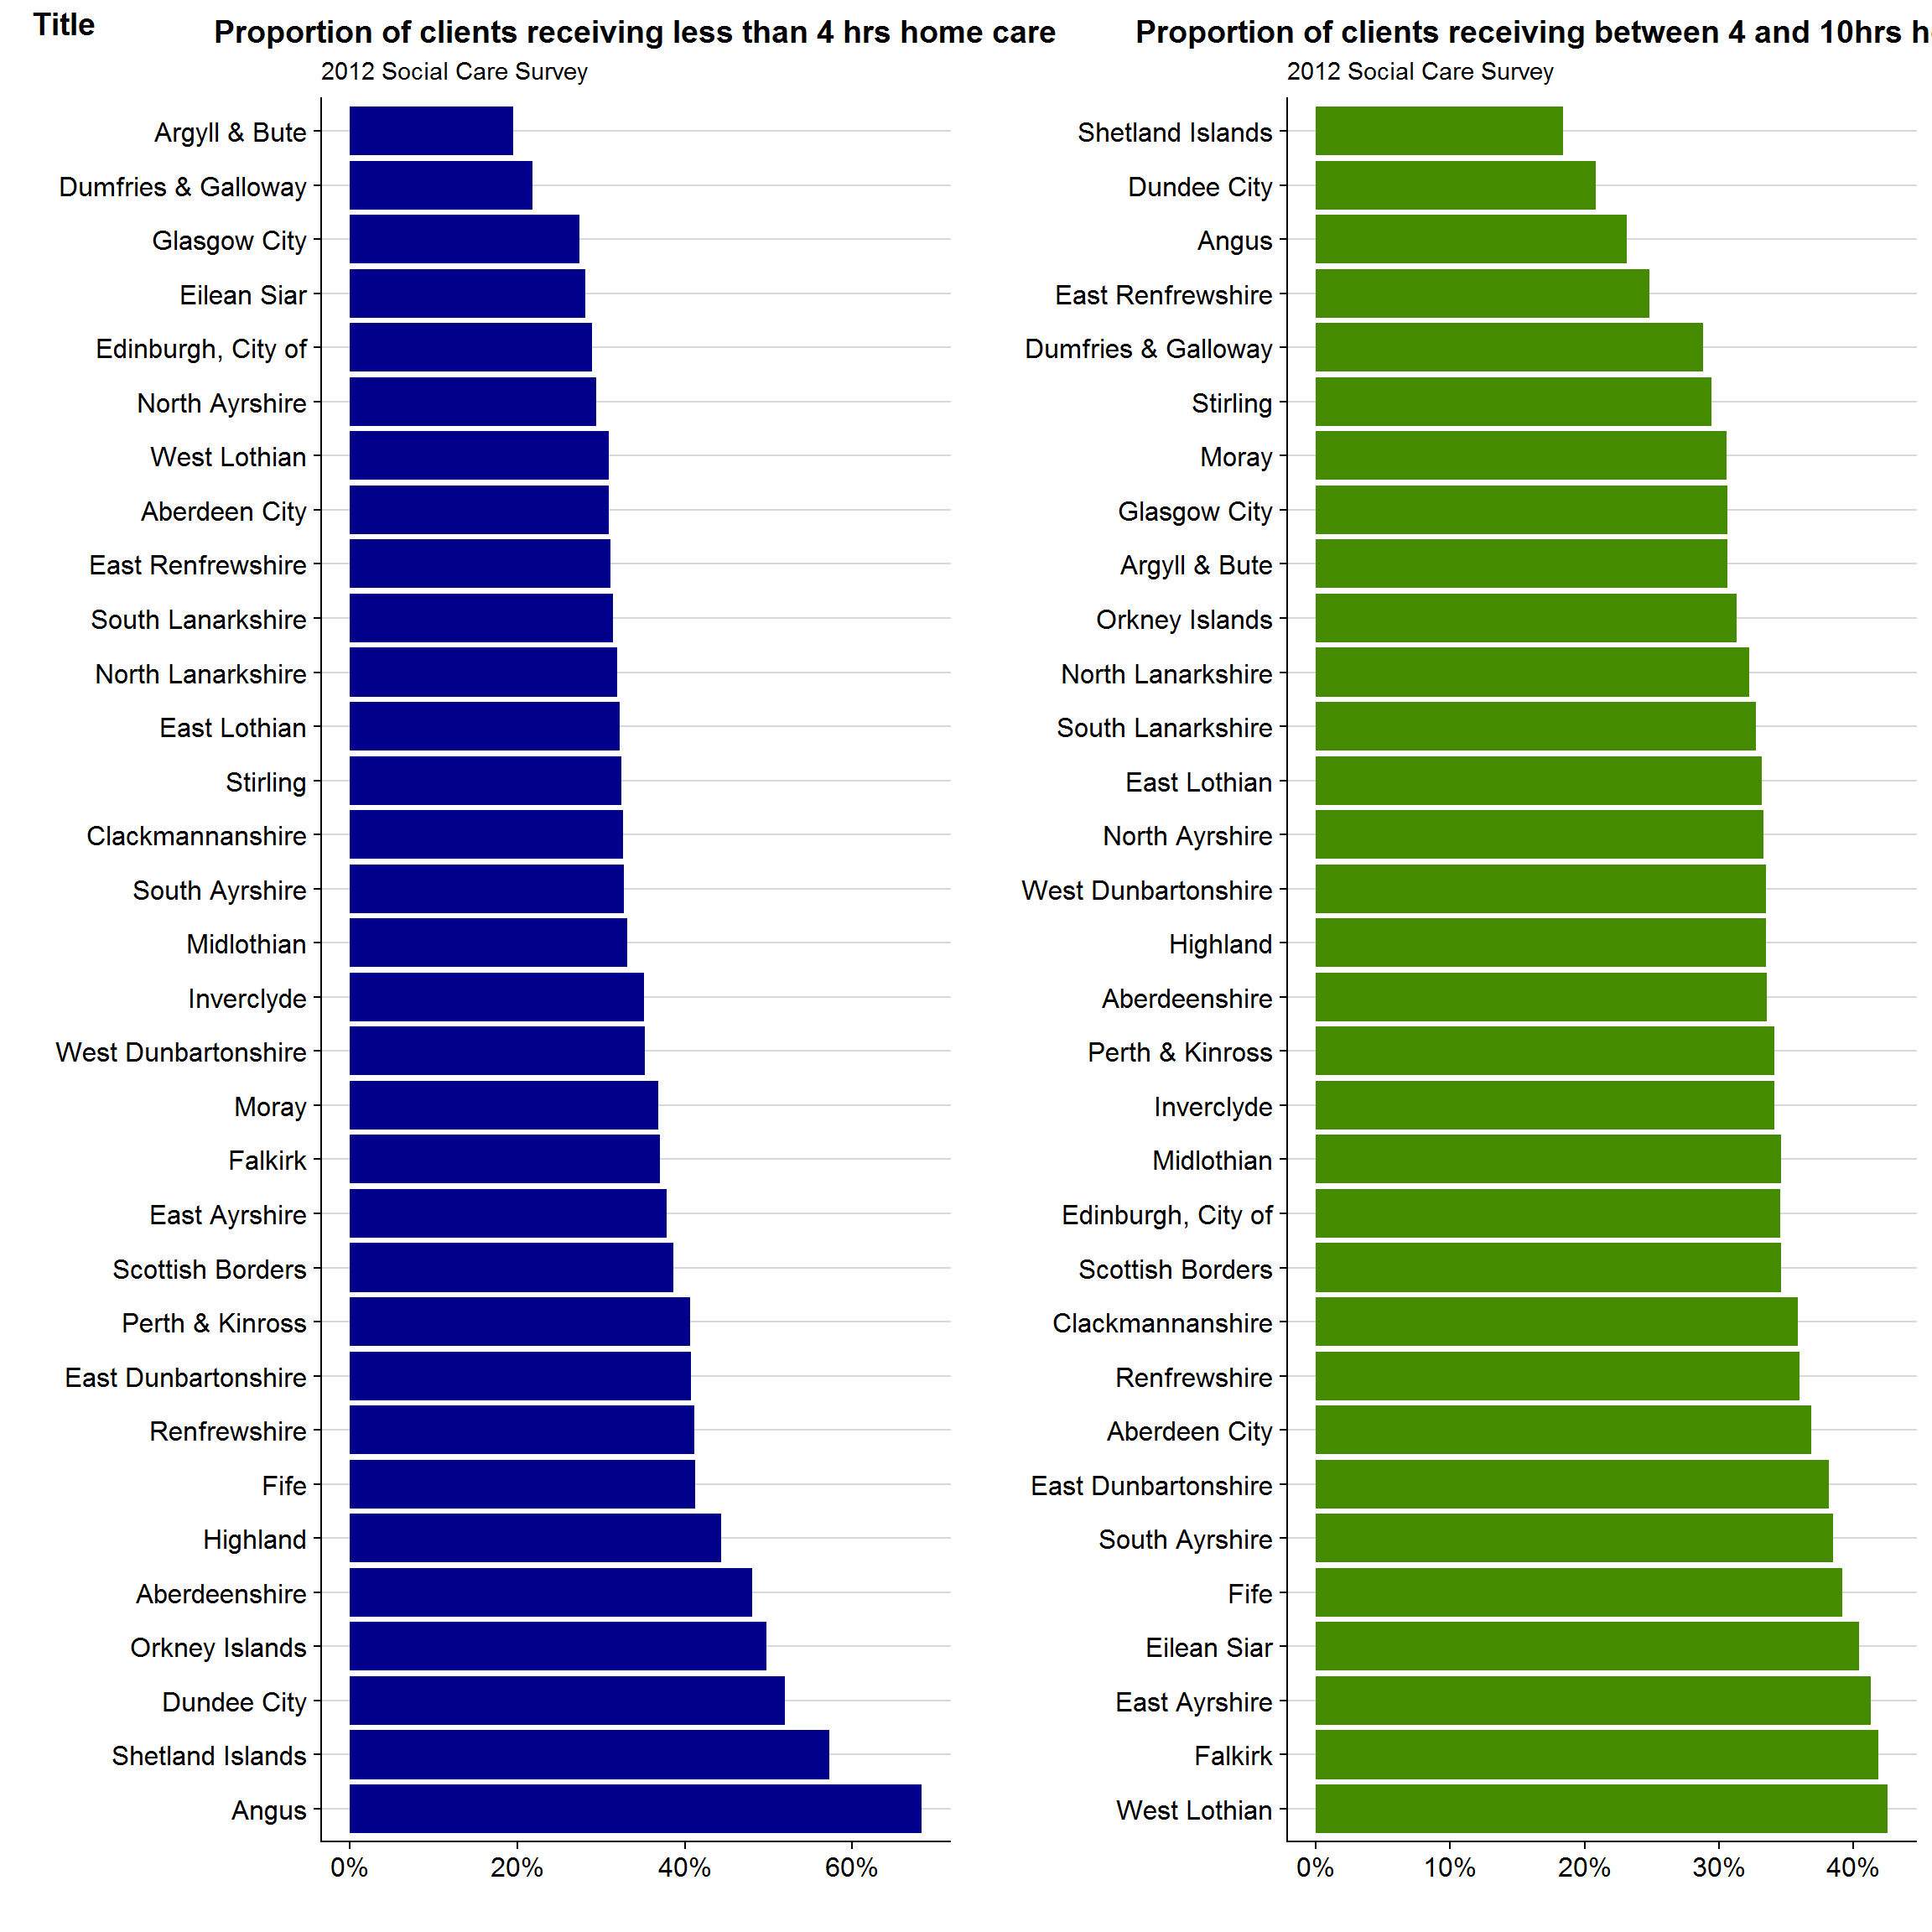 Title
Proportion of clients receiving less than 4 hrs home care
2012 Social Care Survey
Argyll & Bute
Dumfries & Galloway
Glasgow City
Eilean Siar
Edinburgh, City of
North Ayrshire
West Lothian
Aberdeen City
East Renfrewshire
South Lanarkshire
North Lanarkshire
East Lothian
Stirling
Clackmannanshire
South Ayrshire
Midlothian
Inverclyde
West Dunbartonshire
Moray
Falkirk
East Ayrshire
Scottish Borders
Perth & Kinross
East Dunbartonshire
Renfrewshire
Fife
Highland
Aberdeenshire
Orkney Islands
Dundee City
Shetland Islands
Angus
0% 20% 40% 60%
Proportion of clients receiving between 4 and 10hrs h
2012 Social Care Survey
Shetland Islands
Dundee City
Angus
East Renfrewshire
Dumfries & Galloway
Stirling
Moray
Glasgow City
Argyll & Bute
Orkney Islands
North Lanarkshire
South Lanarkshire
East Lothian
North Ayrshire
West Dunbartonshire
Highland
Aberdeenshire
Perth & Kinross
Inverclyde
Midlothian
Edinburgh, City of
Scottish Borders
Clackmannanshire
Renfrewshire
Aberdeen City
East Dunbartonshire
South Ayrshire
Fife
Eilean Siar
East Ayrshire
Falkirk
West Lothian
0% 10% 20% 30% 40%